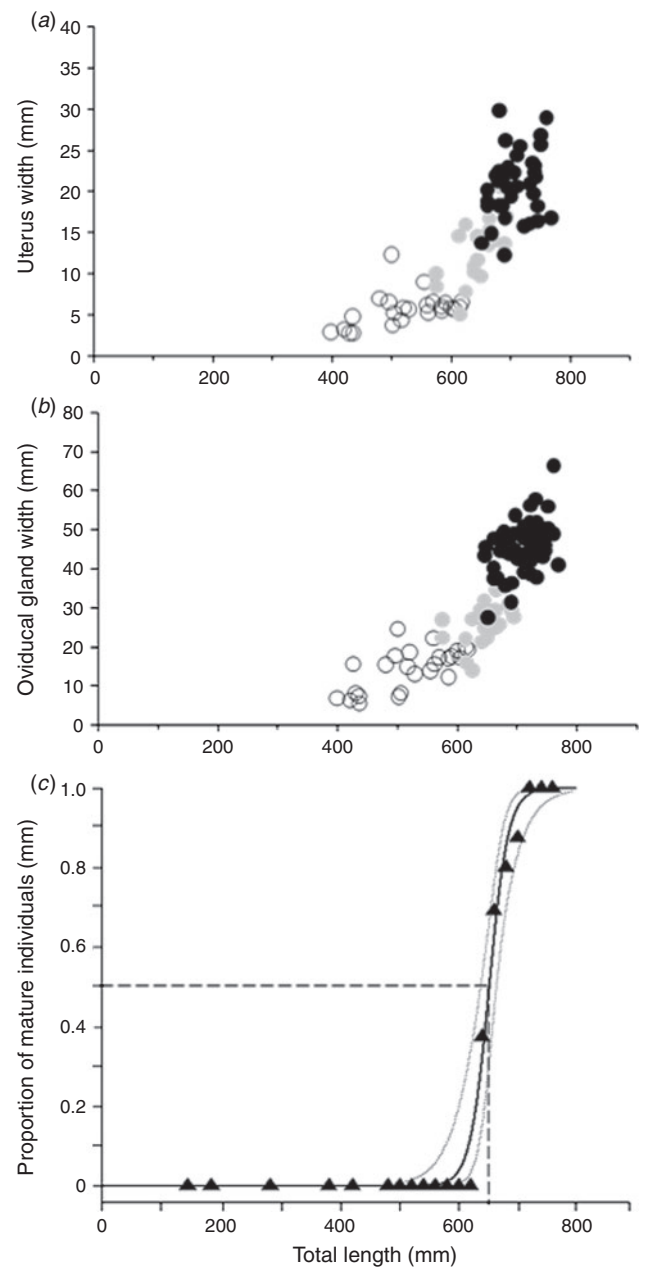 (a)
40
35
30
25
20
15
10
5
0
Uterus width (mm)
0 200 400 600 800
(b)
80
70
60
50
40
30
20
10
0
Oviducal gland width (mm)
0 200 400 600 800
(c)
1.0
0.8
0.6
0.4
0.2
0
Proportion of mature individuals (mm)
0 200 400 600 800
Total length (mm)